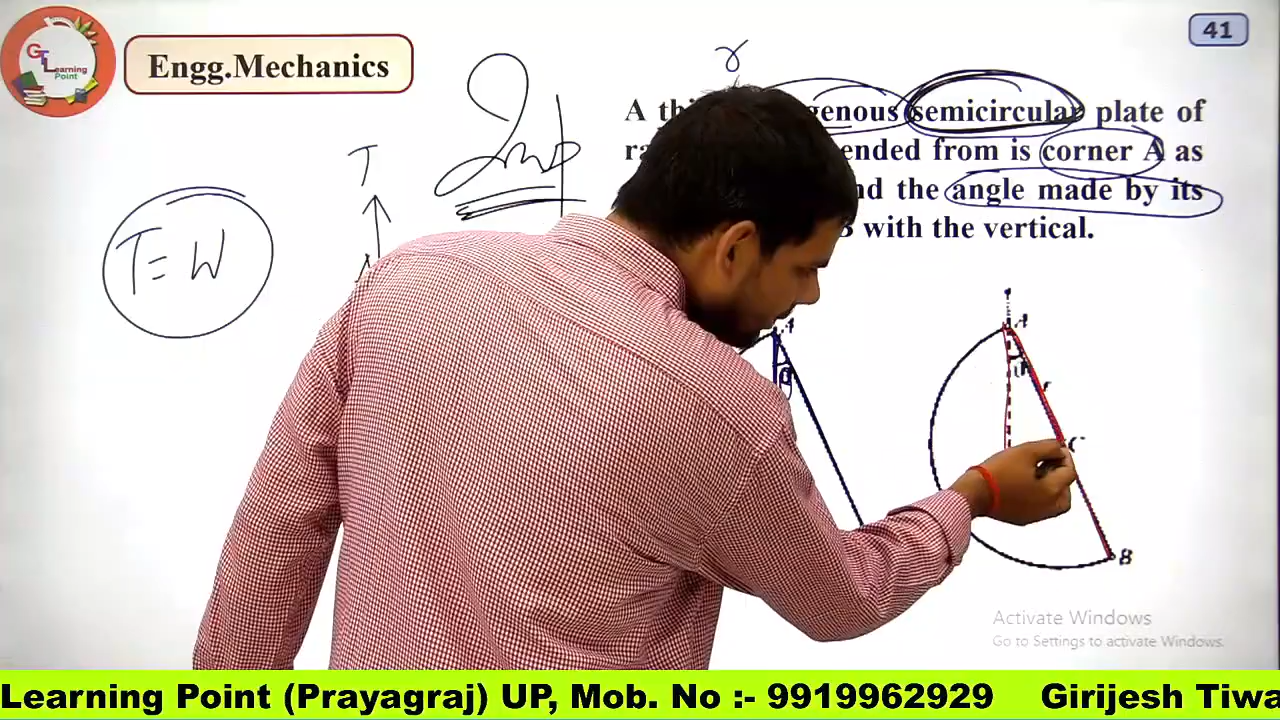 GTL
Learning
Point
Engg.Mechanics
41
Imp
r
T
T = W
A
genous semicircular plate of
ended from is corner A as
nd the angle made by its
B with the vertical.
A
θ
A
r
C
B
Activate Windows
Go to Settings to activate Windows.
Learning Point (Prayagraj) UP, Mob. No :- 9919962929 Girijesh Tiwa